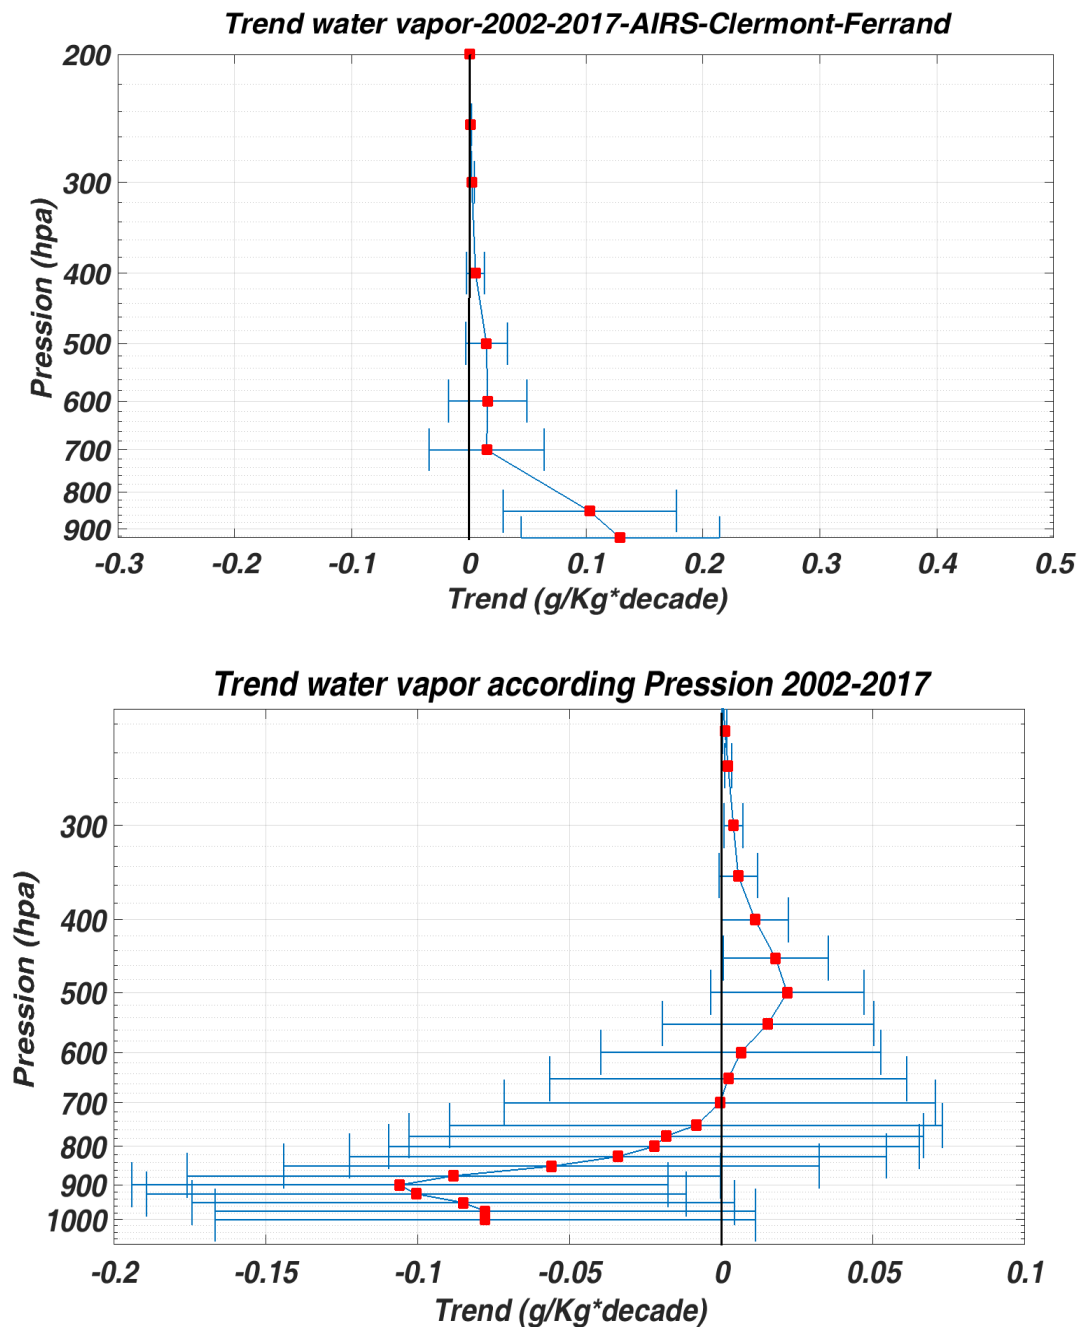 Trend water vapor-2002-2017-AIRS-Clermont-Ferrand
200
300
400
500
600
700
800
900
Pression (hpa)
-0.3 -0.2 -0.1 0 0.1 0.2 0.3 0.4 0.5
Trend (g/Kg*decade)
Trend water vapor according Pression 2002-2017
300
400
500
600
700
800
900
1000
Pression (hpa)
-0.2 -0.15 -0.1 -0.05 0 0.05 0.1
Trend (g/Kg*decade)